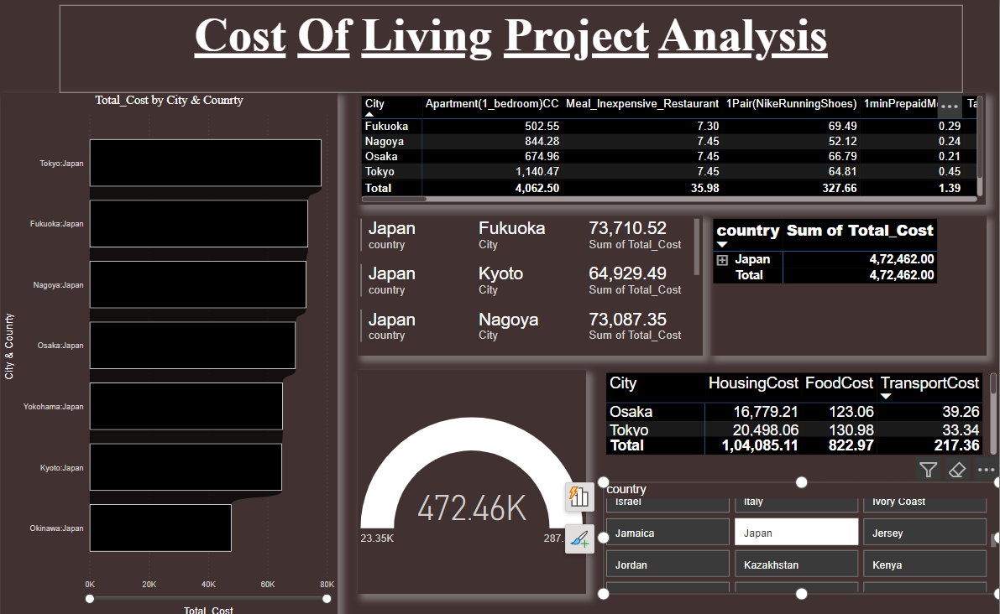 Cost Of Living Project Analysis
Total_Cost by City & Counrty
City & Counrty
Tokyo:Japan
Fukuoka:Japan
Nagoya:Japan
Osaka:Japan
Yokohama:Japan
Kyoto:Japan
Okinawa:Japan
0K 20K 40K 60K 80K
Total_Cost
City Apartment(1_bedroom)CC Meal_Inexpensive_Restaurant 1Pair(NikeRunningShoes) 1minPrepaidMo Ta
Fukuoka 502.55 7.30 69.49 0.29
Nagoya 844.28 7.45 52.12 0.24
Osaka 674.96 7.45 66.79 0.21
Tokyo 1,140.47 7.45 64.81 0.45
Total 4,062.50 35.98 327.66 1.39
Japan Fukuoka 73,710.52
country City Sum of Total_Cost
Japan Kyoto 64,929.49
country City Sum of Total_Cost
Japan Nagoya 73,087.35
country City Sum of Total_Cost
country Sum of Total_Cost
Japan 4,72,462.00
Total 4,72,462.00
472.46K
23.35K 287.
City HousingCost FoodCost TransportCost
Osaka 16,779.21 123.06 39.26
Tokyo 20,498.06 130.98 33.34
Total 1,04,085.11 822.97 217.36
country
Israel Italy Ivory Coast
Jamaica Japan Jersey
Jordan Kazakhstan Kenya